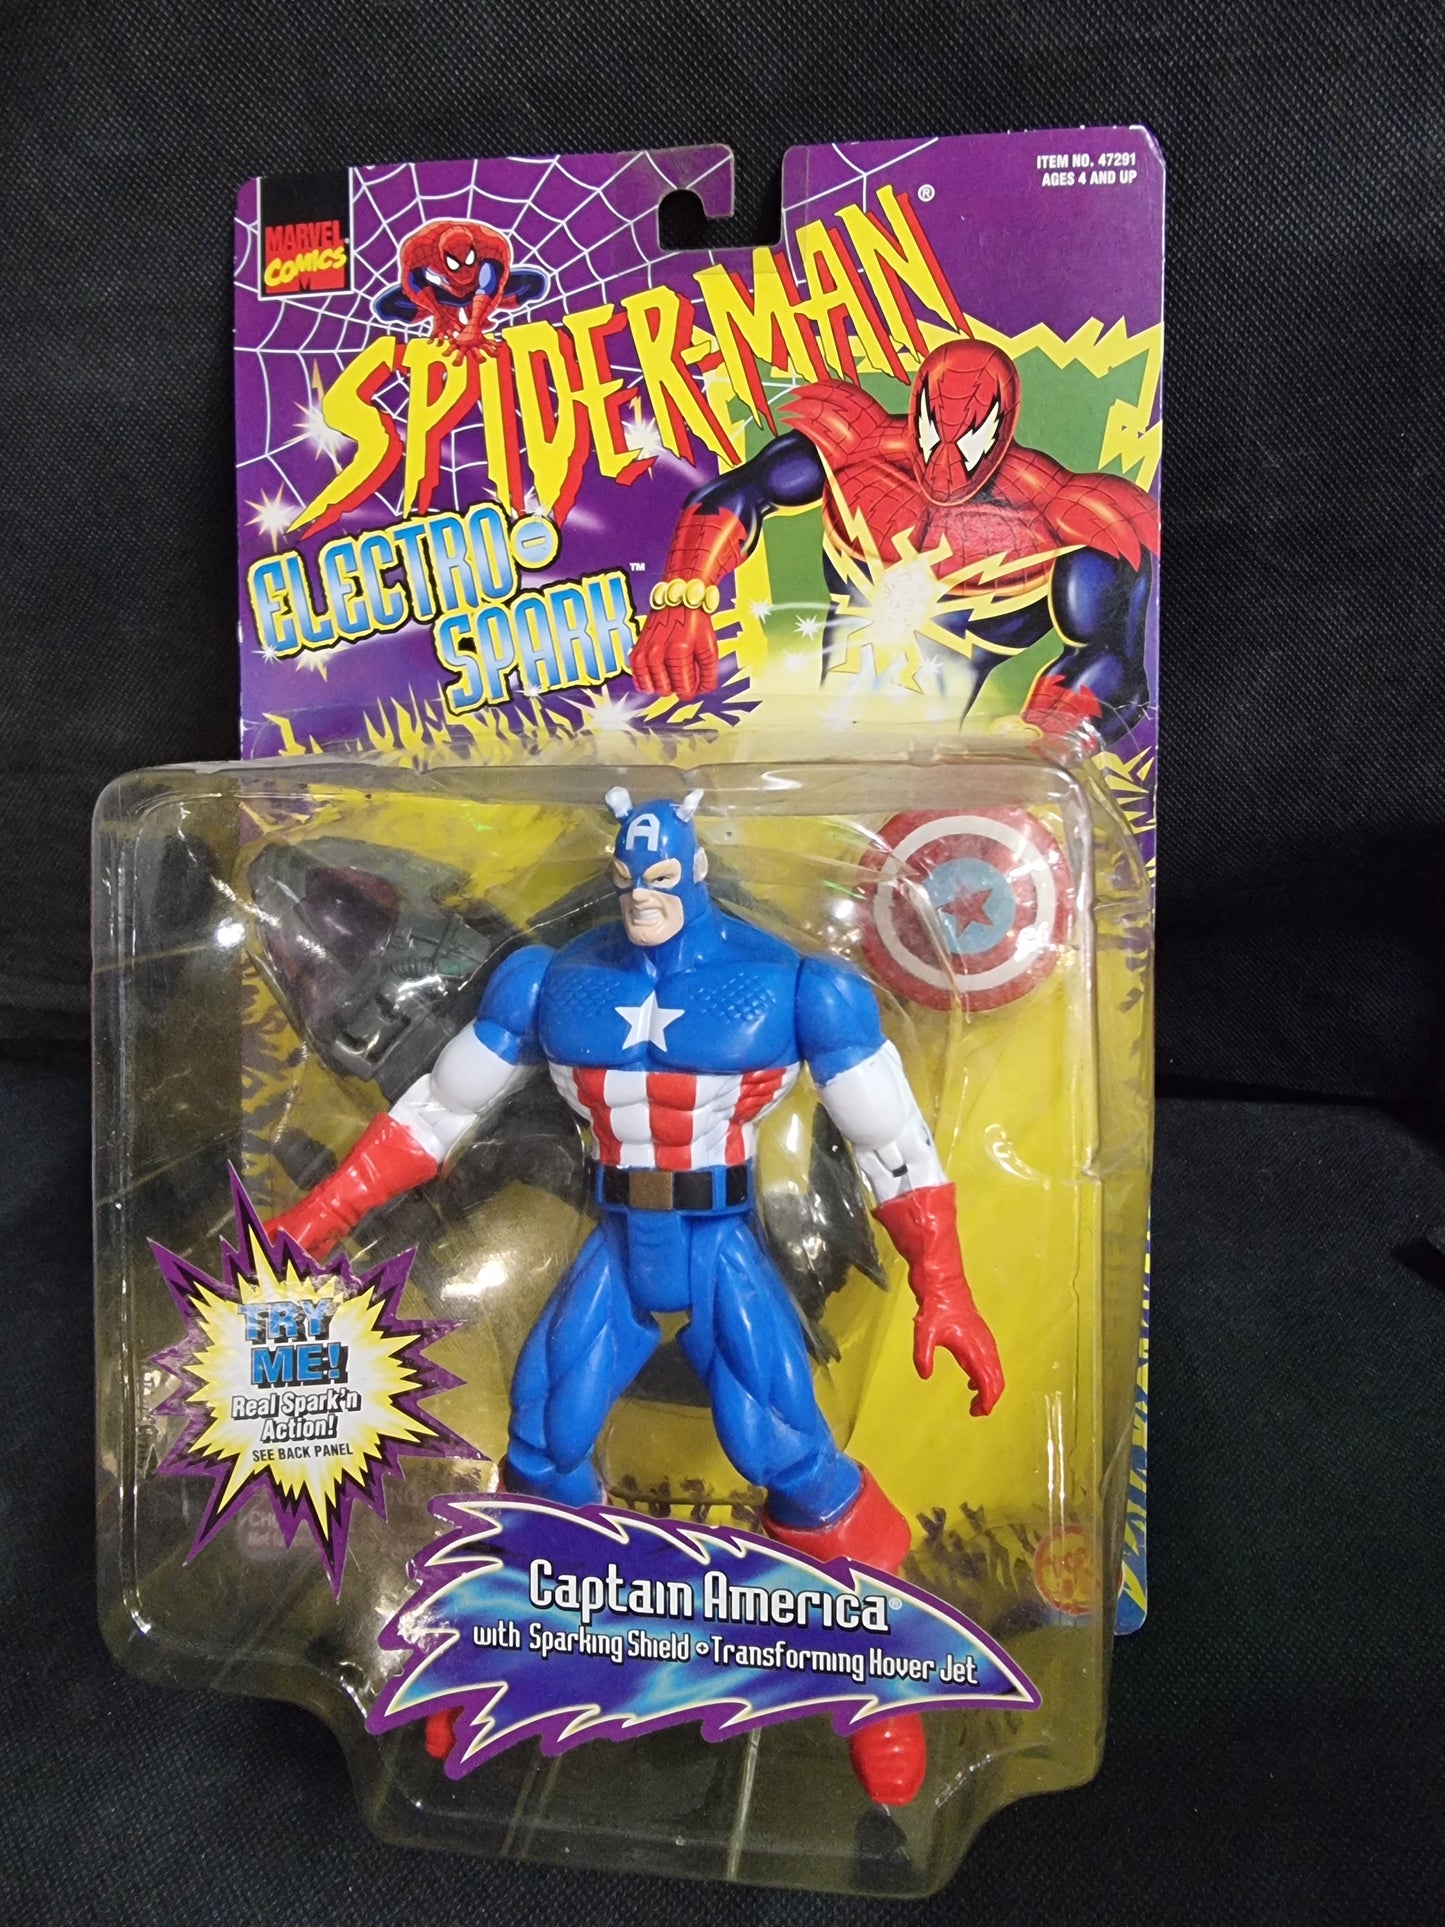 MARVEL
COMICS
ITEM NO. 47291
AGES 4 AND UP
SPIDER-MAN®
ELECTRO-
SPARK™
A
TRY
ME!
Real Spark'n
Action!
SEE BACK PANEL
Captain America®
with Sparking Shield + Transforming Hover Jet